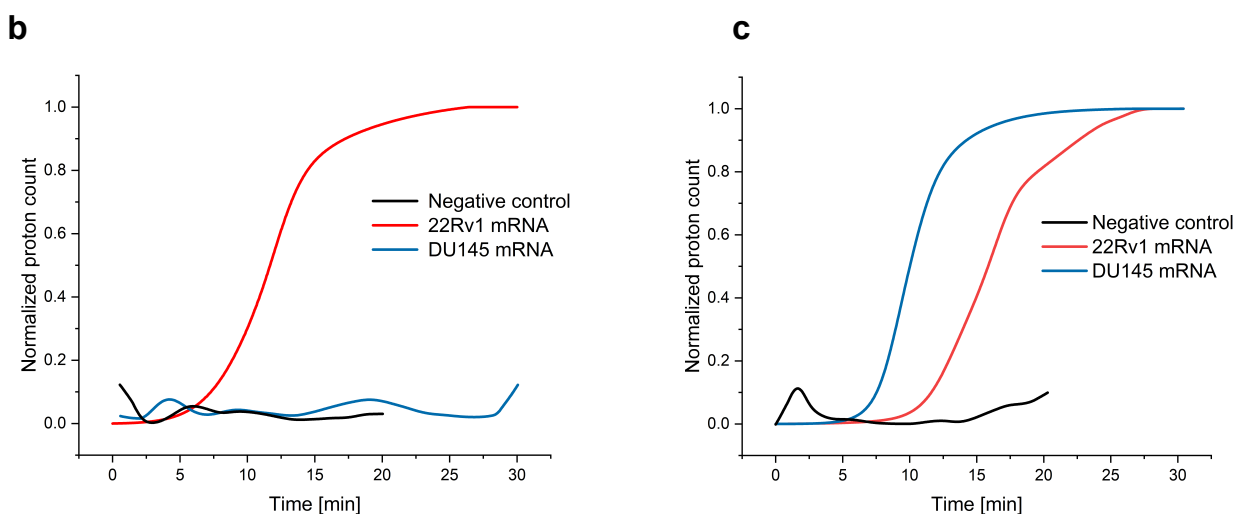 b
Normalized proton count
1.0
0.8
0.6
0.4
0.2
0.0
Negative control
22Rv1 mRNA
DU145 mRNA
0 5 10 15 20 25 30
Time [min]
c
Normalized proton count
1.0
0.8
0.6
0.4
0.2
0.0
Negative control
22Rv1 mRNA
DU145 mRNA
0 5 10 15 20 25 30
Time [min]